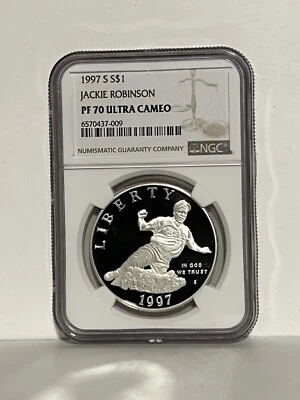 1997 S S$1
JACKIE ROBINSON
PF 70 ULTRA CAMEO
6570437-009
NUMISMATIC GUARANTY COMPANY
NGC
LIBERTY
IN GOD
WE TRUST
S
1997